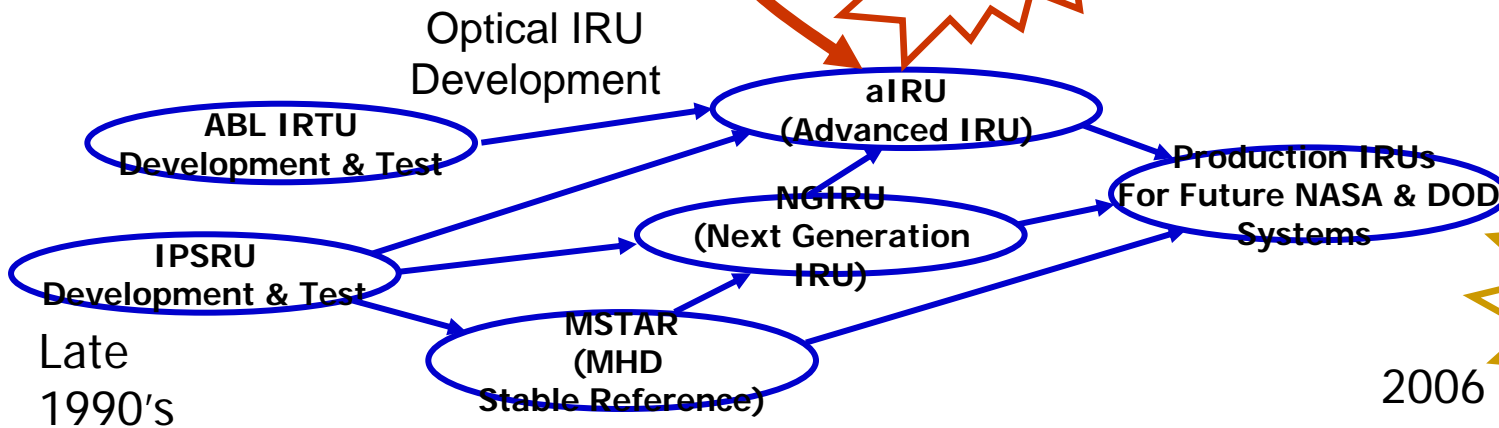 Optical IRU
Development
ABL IRTU
Development & Test
aIRU
(Advanced IRU)
Production IRUs
For Future NASA & DOD
Systems
NGIRU
(Next Generation
IRU)
IPSRU
Development & Test
MSTAR
(MHD
Stable Reference)
Late
1990's
2006